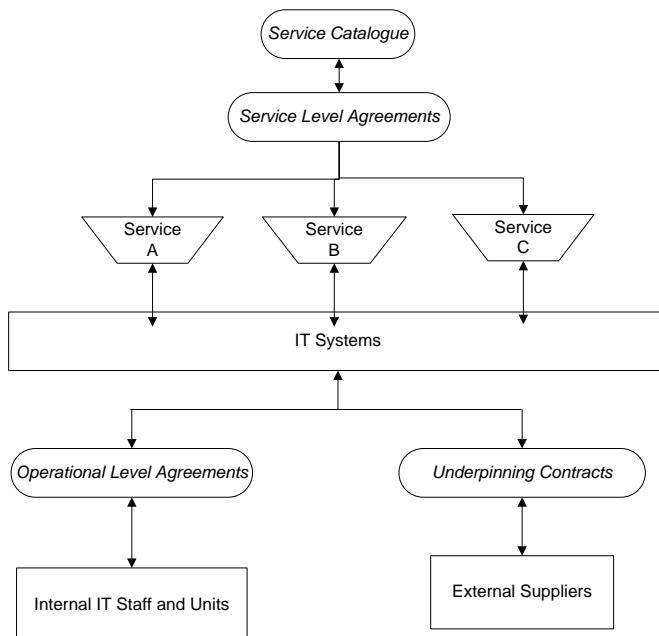 Service Catalogue
Service Level Agreements
Service
A
Service
B
Service
C
IT Systems
Operational Level Agreements
Underpinning Contracts
Internal IT Staff and Units
External Suppliers